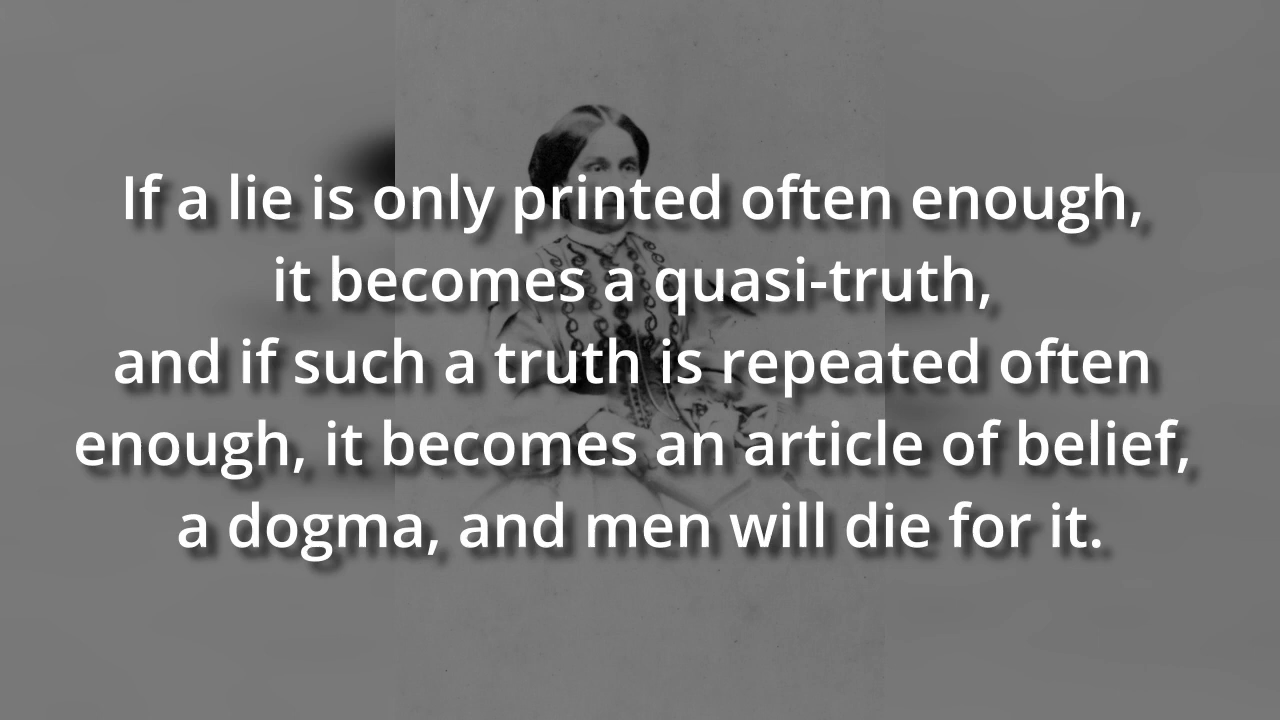 If a lie is only printed often enough,
it becomes a quasi-truth,
and if such a truth is repeated often
enough, it becomes an article of belief,
a dogma, and men will die for it.